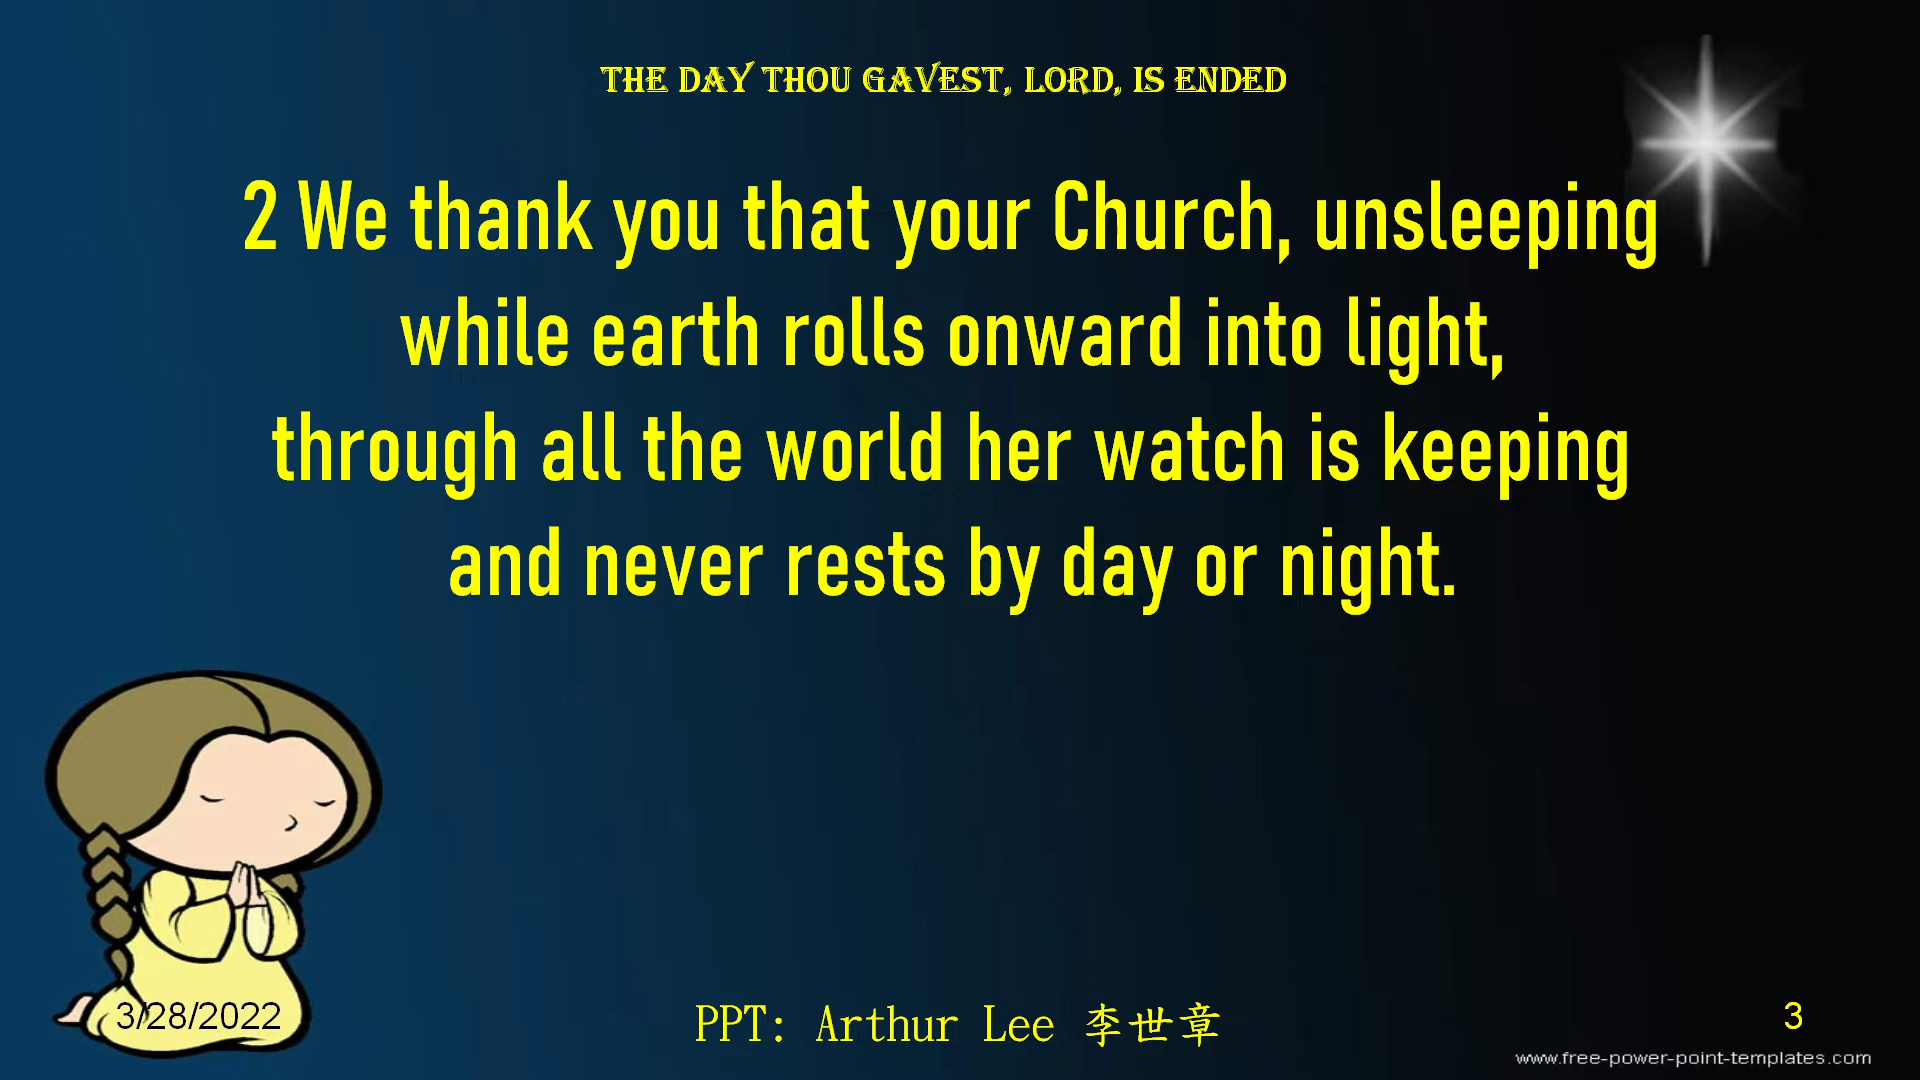 THE DAY THOU GAVEST, LORD, IS ENDED
2 We thank you that your Church, unsleeping
while earth rolls onward into light,
through all the world her watch is keeping
and never rests by day or night.
3/28/2022
PPT: Arthur Lee 李世章
3
www.free-power-point-templates.com